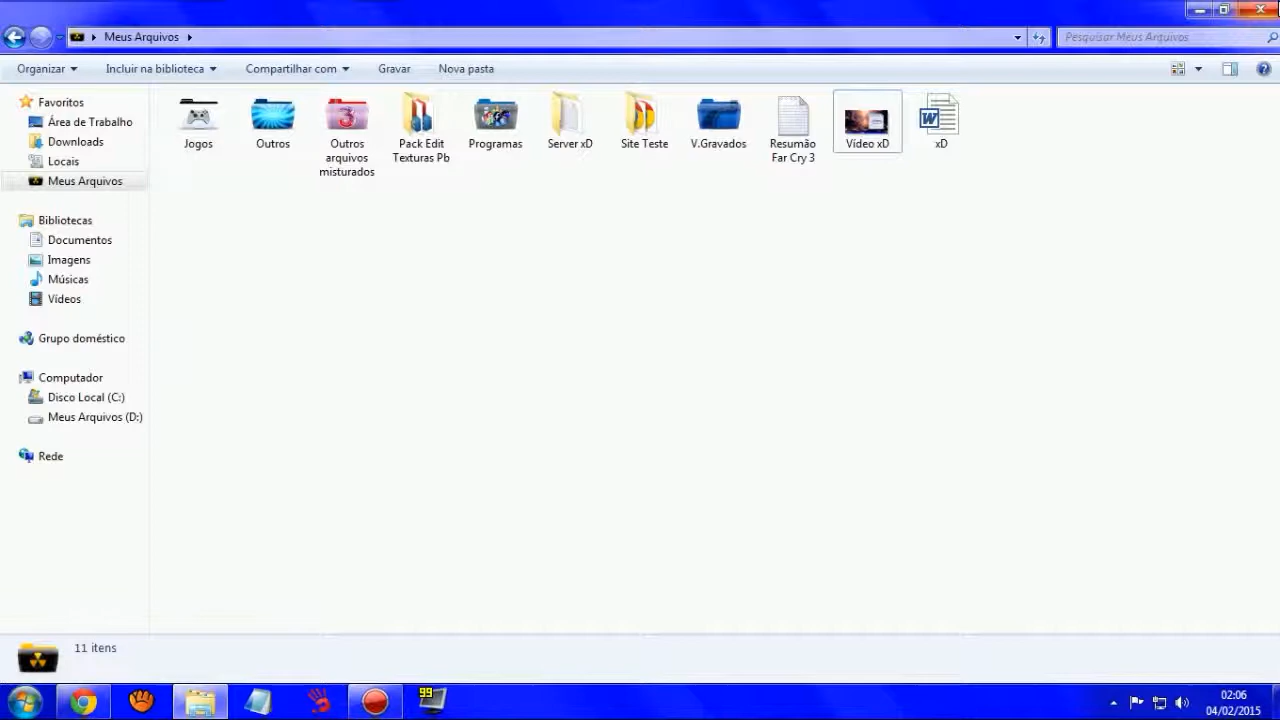 Meus Arquivos
Pesquisar Meus Arquivos
Organizar
Incluir na biblioteca
Compartilhar com
Gravar
Nova pasta
Favoritos
Área de Trabalho
Downloads
Locais
Meus Arquivos
Bibliotecas
Documentos
Imagens
Músicas
Vídeos
Grupo doméstico
Computador
Disco Local (C:)
Meus Arquivos (D:)
Rede
Jogos
Outros
Outros
arquivos
misturados
Pack Edit
Texturas Pb
Programas
Server xD
Site Teste
V.Gravados
Resumão
Far Cry 3
Vídeo xD
xD
11 itens
99
02:06
04/02/2015